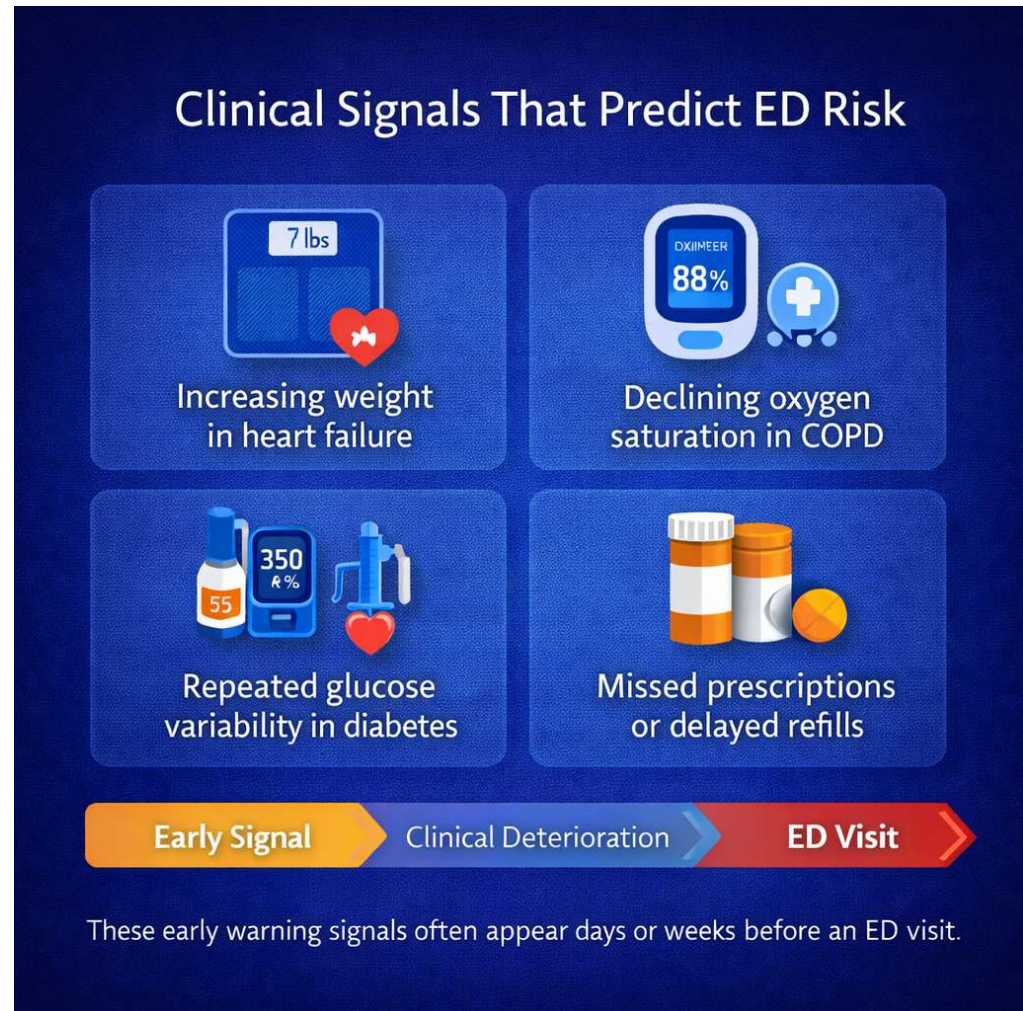 Clinical Signals That Predict ED Risk
7 lbs
Increasing weight
in heart failure
OXIMEER
88%
Declining oxygen
saturation in COPD
55
350
%
Repeated glucose
variability in diabetes
Missed prescriptions
or delayed refills
Early Signal
Clinical Deterioration
ED Visit
These early warning signals often appear days or weeks before an ED visit.